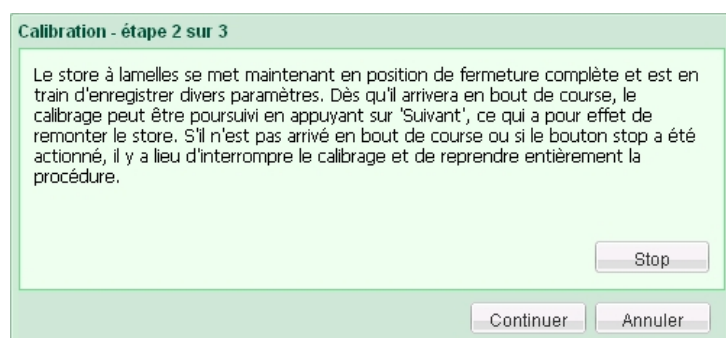 Calibration - étape 2 sur 3
Le store à lamelles se met maintenant en position de fermeture complète et est en
train d'enregistrer divers paramètres. Dès qu'il arrivera en bout de course, le
calibrage peut être poursuivi en appuyant sur 'Suivant', ce qui a pour effet de
remonter le store. S'il n'est pas arrivé en bout de course ou si le bouton stop a été
actionné, il y a lieu d'interrompre le calibrage et de reprendre entièrement la
procédure.
Stop
Continuer Annuler